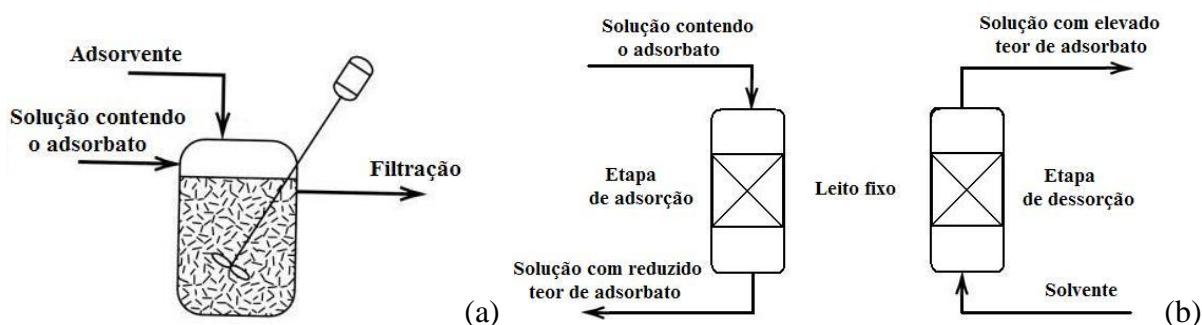 Adsorvente
Solução contendo
o adsorbato
Filtração
(a)
Solução contendo
o adsorbato
Etapa
de adsorção
Solução com reduzido
teor de adsorbato
Leito fixo
Solução com elevado
teor de adsorbato
Etapa
de dessorção
Solvente
(b)